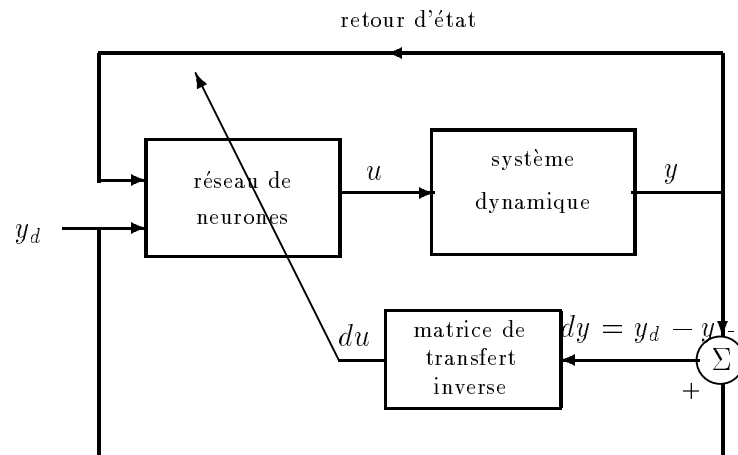 retour d'état
réseau de
neurones
u
système
dynamique
y
y_d
du
matrice de
transfert
inverse
dy = y_d − y
−
Σ
+